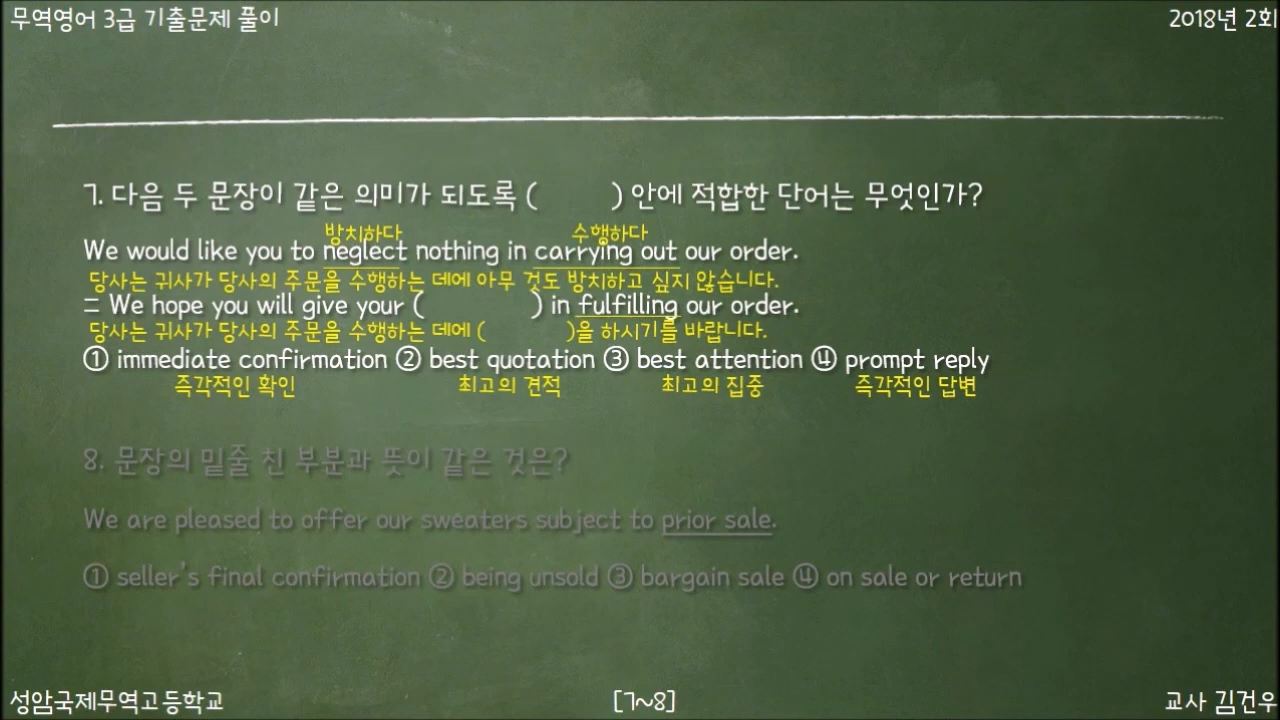 무역영어 3급 기출문제 풀이
2018년 2회
7. 다음 두 문장이 같은 의미가 되도록 ( ) 안에 적합한 단어는 무엇인가?
방치하다 수행하다
We would like you to neglect nothing in carrying out our order.
당사는 귀사가 당사의 주문을 수행하는 데에 아무 것도 방치하고 싶지 않습니다.
= We hope you will give your ( ) in fulfilling our order.
당사는 귀사가 당사의 주문을 수행하는 데에 ( )을 하시기를 바랍니다.
① immediate confirmation ② best quotation ③ best attention ④ prompt reply
즉각적인 확인 최고의 견적 최고의 집중 즉각적인 답변
8. 문장의 밑줄 친 부분과 뜻이 같은 것은?
We are pleased to offer our sweaters subject to prior sale.
① seller's final confirmation ② being unsold ③ bargain sale ④ on sale or return
성암국제무역고등학교
[7~8]
교사 김건우